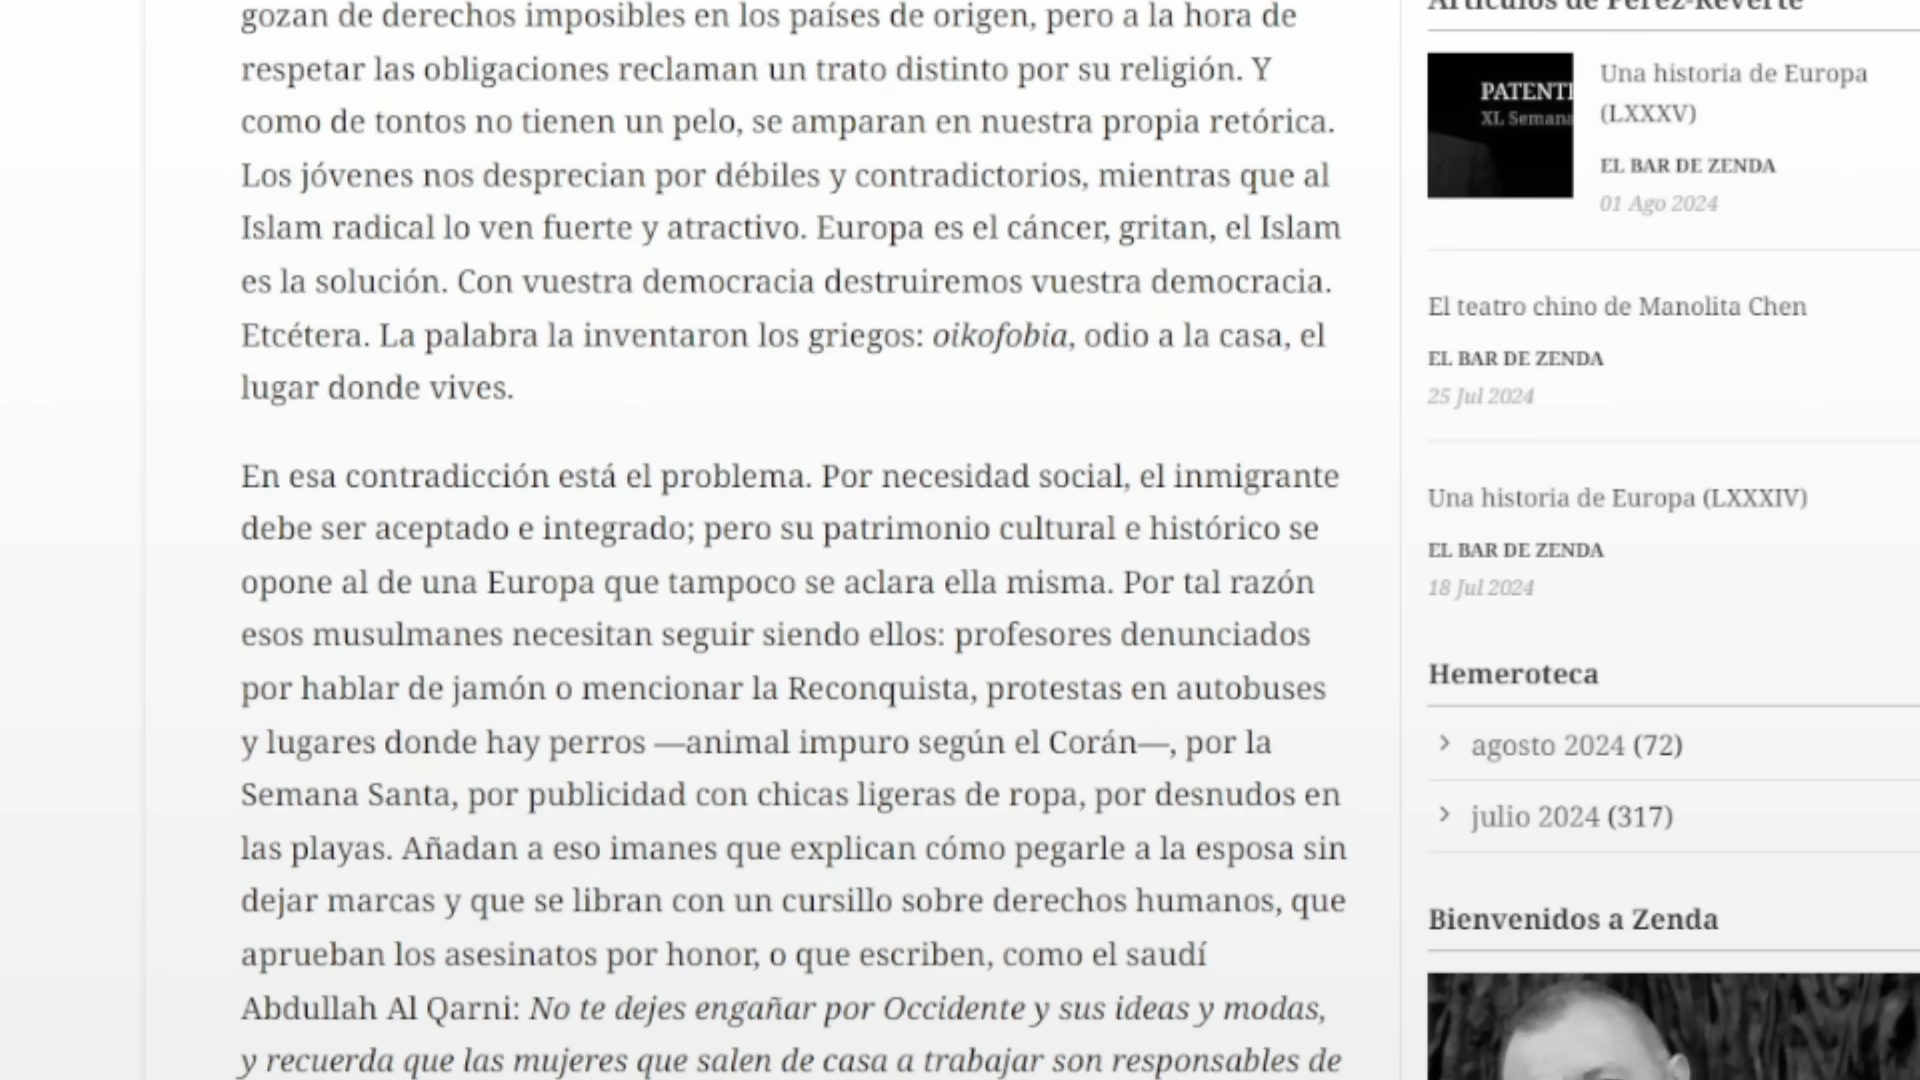 gozan de derechos imposibles en los países de origen, pero a la hora de
respetar las obligaciones reclaman un trato distinto por su religión. Y
como de tontos no tienen un pelo, se amparan en nuestra propia retórica.
Los jóvenes nos desprecian por débiles y contradictorios, mientras que al
Islam radical lo ven fuerte y atractivo. Europa es el cáncer, gritan, el Islam
es la solución. Con vuestra democracia destruiremos vuestra democracia.
Etcétera. La palabra la inventaron los griegos: oikofobia, odio a la casa, el
lugar donde vives.
En esa contradicción está el problema. Por necesidad social, el inmigrante
debe ser aceptado e integrado; pero su patrimonio cultural e histórico se
opone al de una Europa que tampoco se aclara ella misma. Por tal razón
esos musulmanes necesitan seguir siendo ellos: profesores denunciados
por hablar de jamón o mencionar la Reconquista, protestas en autobuses
y lugares donde hay perros —animal impuro según el Corán—, por la
Semana Santa, por publicidad con chicas ligeras de ropa, por desnudos en
las playas. Añadan a eso imanes que explican cómo pegarle a la esposa sin
dejar marcas y que se libran con un cursillo sobre derechos humanos, que
aprueban los asesinatos por honor, o que escriben, como el saudí
Abdullah Al Qarni: No te dejes engañar por Occidente y sus ideas y modas,
y recuerda que las mujeres que salen de casa a trabajar son responsables de
Artículos de Pérez-Reverte
PATENT
XL Seman
Una historia de Europa
(LXXXV)
EL BAR DE ZENDA
01 Ago 2024
El teatro chino de Manolita Chen
EL BAR DE ZENDA
25 Jul 2024
Una historia de Europa (LXXXIV)
EL BAR DE ZENDA
18 Jul 2024
Hemeroteca
agosto 2024 (72)
julio 2024 (317)
Bienvenidos a Zenda